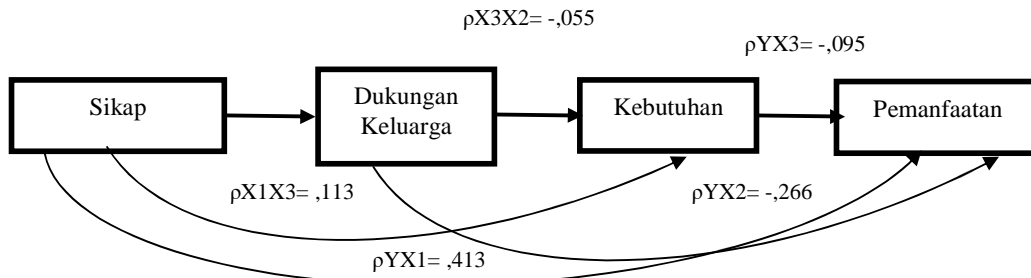 ρX3X2= -,055
ρYX3= -,095
Sikap
Dukungan
Keluarga
Kebutuhan
Pemanfaatan
ρX1X3= ,113
ρYX2= -,266
ρYX1= ,413